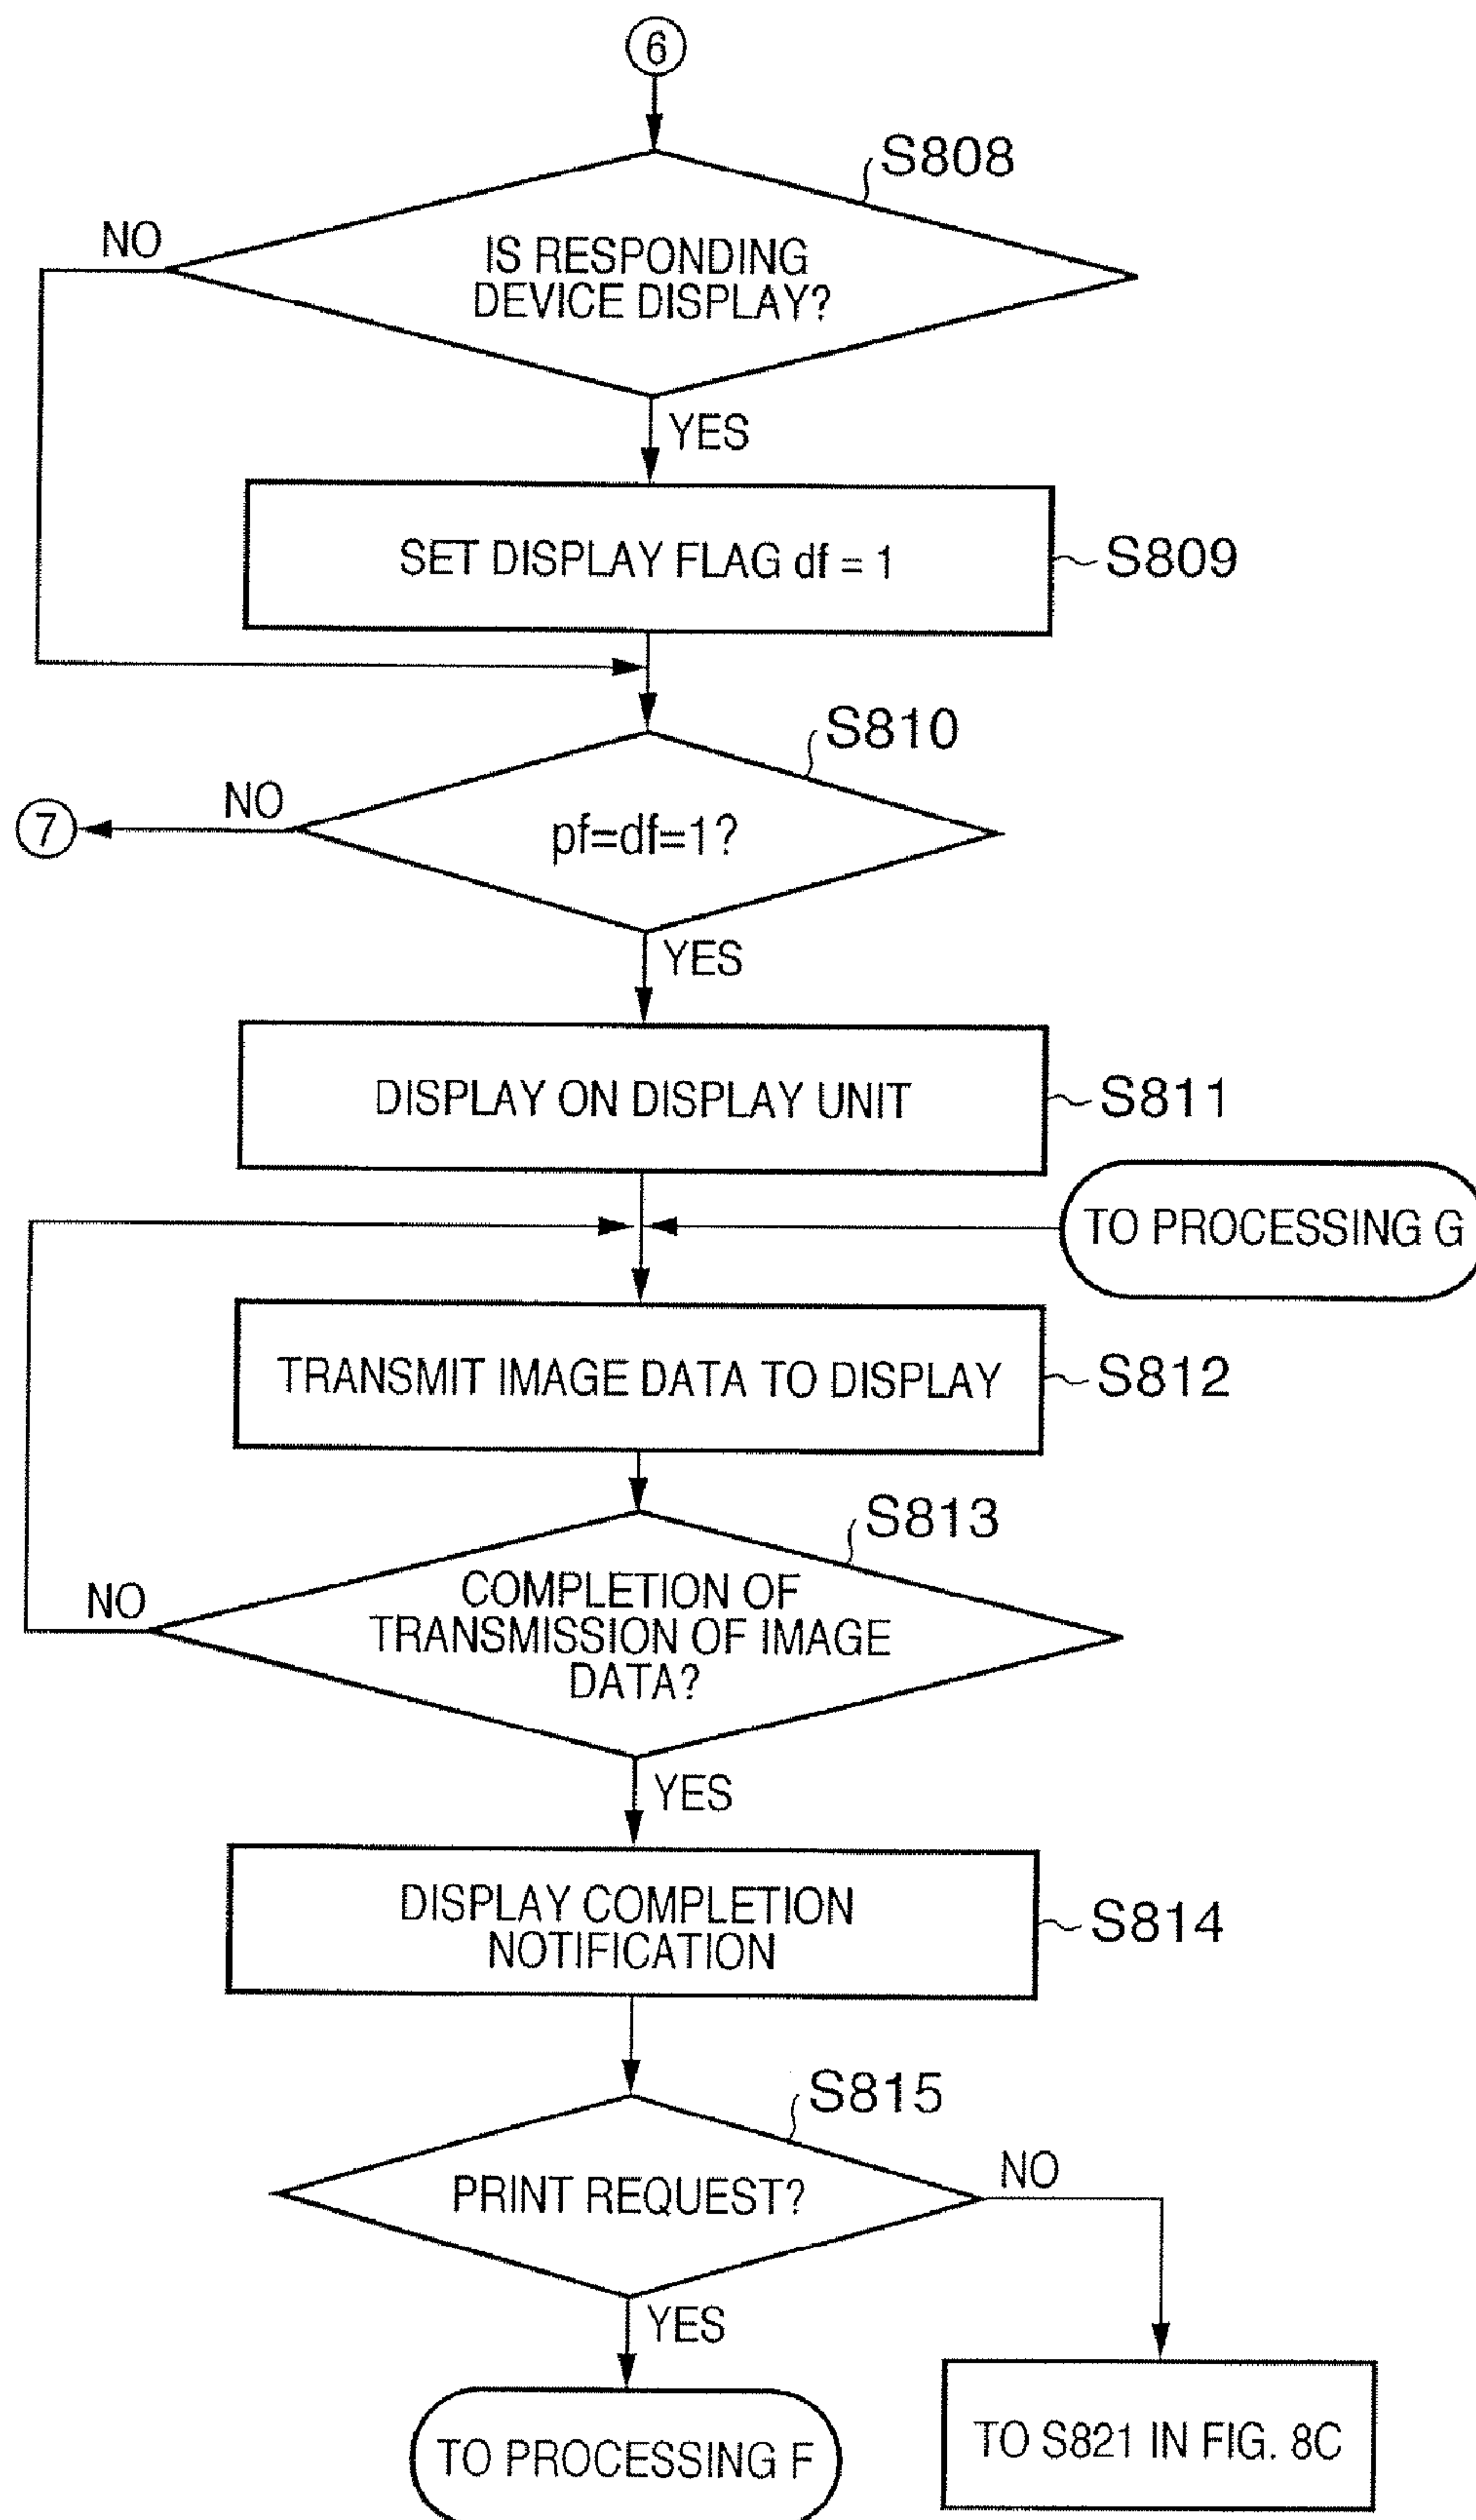 6
S808
NO
IS RESPONDING
DEVICE DISPLAY?
YES
SET DISPLAY FLAG df = 1
S809
S810
NO
7
pf=df=1?
YES
DISPLAY ON DISPLAY UNIT
S811
TO PROCESSING G
TRANSMIT IMAGE DATA TO DISPLAY
S812
S813
NO
COMPLETION OF
TRANSMISSION OF IMAGE
DATA?
YES
DISPLAY COMPLETION
NOTIFICATION
S814
S815
PRINT REQUEST?
NO
YES
TO PROCESSING F
TO S821 IN FIG. 8C